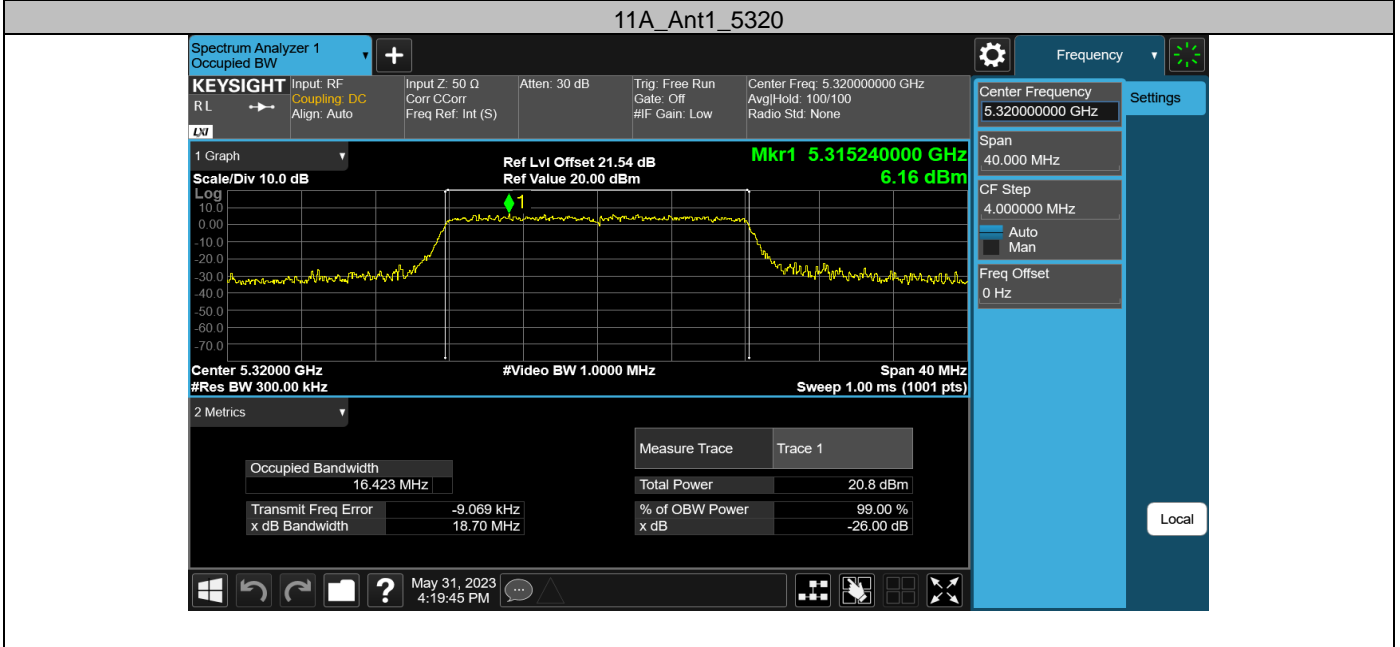 11A_Ant1_5320
Spectrum Analyzer 1
Occupied BW
Frequency
KEYSIGHT
R L
LXI
Input: RF
Coupling: DC
Align: Auto
Input Z: 50 Ω
Corr CCorr
Freq Ref: Int (S)
Atten: 30 dB
Trig: Free Run
Gate: Off
#IF Gain: Low
Center Freq: 5.320000000 GHz
Avg|Hold: 100/100
Radio Std: None
Center Frequency
5.320000000 GHz
Settings
Span
40.000 MHz
CF Step
4.000000 MHz
Auto
Man
Freq Offset
0 Hz
Local
1 Graph
Scale/Div 10.0 dB
Ref Lvl Offset 21.54 dB
Ref Value 20.00 dBm
Mkr1 5.315240000 GHz
6.16 dBm
Log
10.0
0.00
-10.0
-20.0
-30.0
-40.0
-50.0
-60.0
-70.0
1
Center 5.32000 GHz
#Res BW 300.00 kHz
#Video BW 1.0000 MHz
Span 40 MHz
Sweep 1.00 ms (1001 pts)
2 Metrics
Measure Trace Trace 1
Occupied Bandwidth
16.423 MHz
Total Power 20.8 dBm
Transmit Freq Error -9.069 kHz
% of OBW Power 99.00 %
x dB Bandwidth 18.70 MHz
x dB -26.00 dB
May 31, 2023
4:19:45 PM